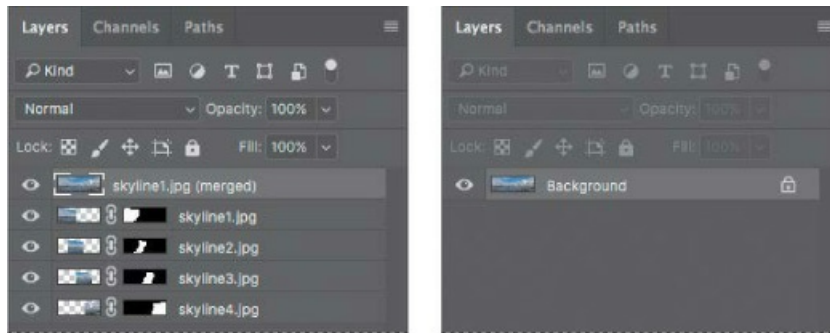 Layers Channels Paths
Kind
Normal Opacity: 100%
Lock: Fill: 100%
skyline1.jpg (merged)
skyline1.jpg
skyline2.jpg
skyline3.jpg
skyline4.jpg
Layers Channels Paths
Kind
Normal Opacity: 100%
Lock: Fill: 100%
Background